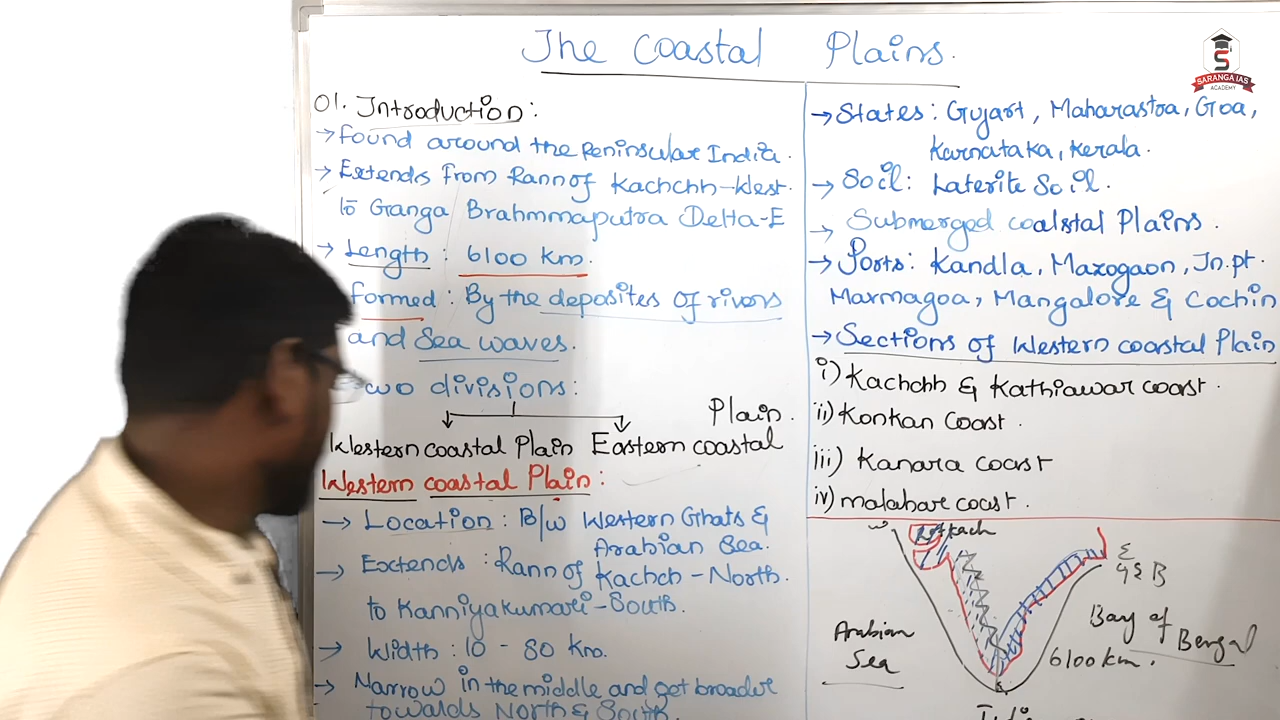 The Coastal Plains.
SARANGA IAS
ACADEMY
01. Introduction:
→ found around the Peninsular India.
→ Extends from Rann of Kachchh-West.
to Ganga Brahmmaputra Delta-E
→ Length : 6100 km.
formed : By the deposites of rivers
and Sea waves.
two divisions:
Western coastal Plain Eastern coastal
Plain.
Western coastal Plain :
→ Location : B/w Western Ghats &
Arabian Sea.
→ Extends : Rann of Kachch - North.
to Kanniyakumari - South.
→ Width : 10 - 80 Km.
→ Narrow in the middle and get broader
towards North & South.
→ States : Gujart, Maharastra, Goa,
Karnataka, Kerala.
→ Soil : Laterite Soil.
→ Submerged coalstal Plains.
→ Ports : Kandla, Mazogaon, Jn.pt.
Marmagoa, Mangalore & Cochin
→ Sections of Western coastal Plain
i) Kachchh & Kathiawar coast.
ii) Konkan Coast.
iii) Kanara coast
iv) malabar coast.
W
E
G & B
Arabian
Sea
Bay of
Bengal
6100 km.